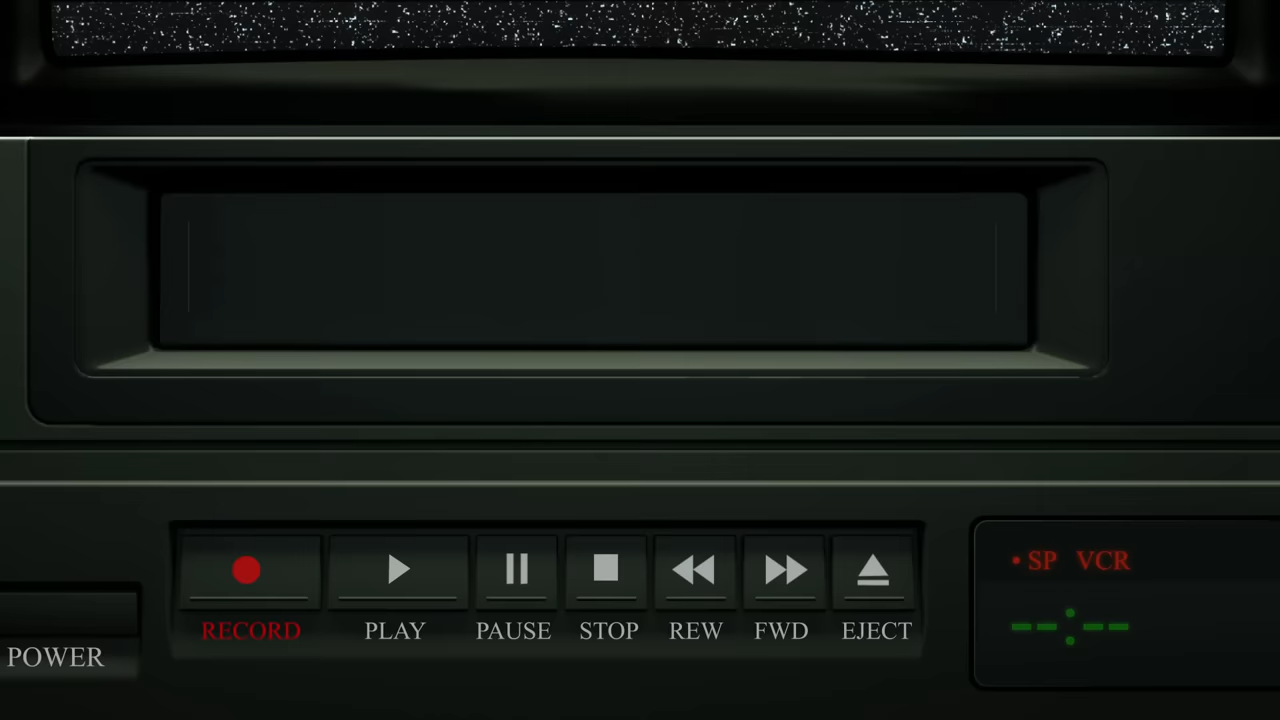 • SP VCR
--:--
RECORD PLAY PAUSE STOP REW FWD EJECT
POWER